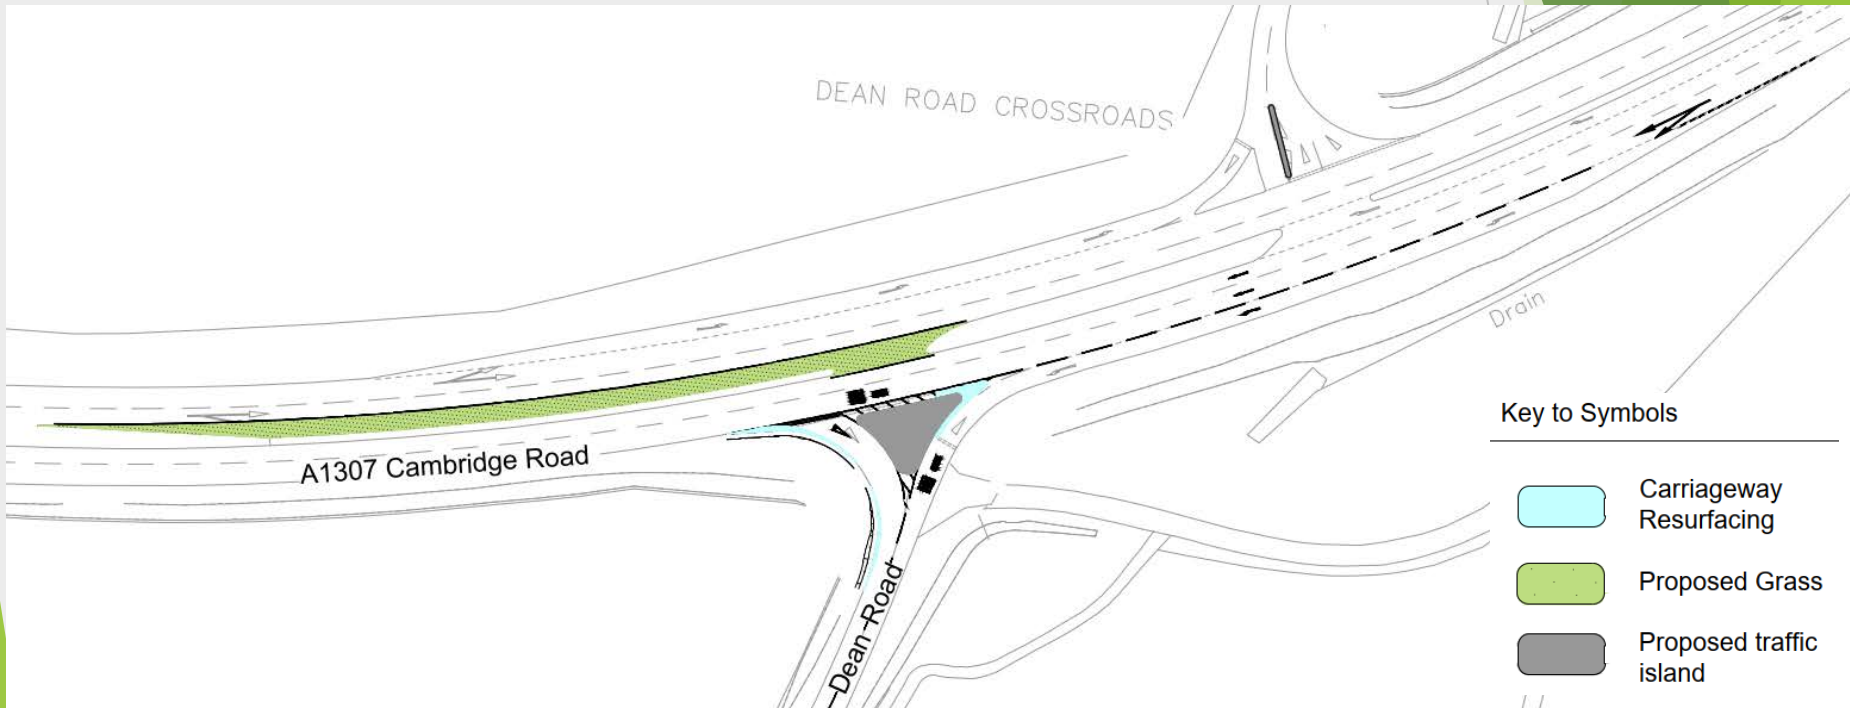 DEAN ROAD CROSSROADS
Drain
A1307 Cambridge Road
Dean Road
Key to Symbols
Carriageway
Resurfacing
Proposed Grass
Proposed traffic
island